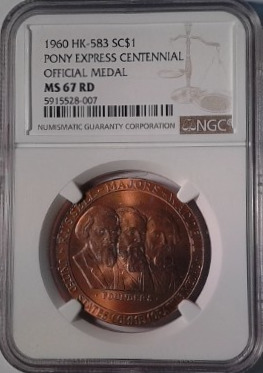 1960 HK-583 SC$1
PONY EXPRESS CENTENNIAL
OFFICIAL MEDAL
MS 67 RD
5915528-007
NUMISMATIC GUARANTY CORPORATION
NGC
MAJORS
FOUNDERS